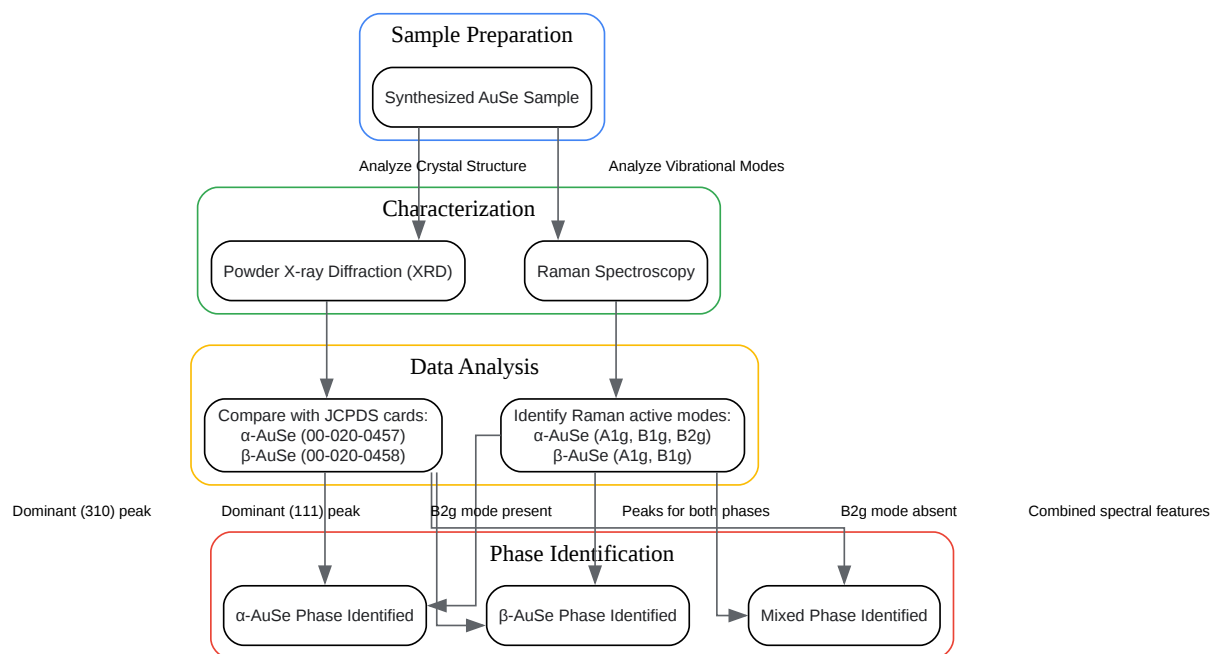 Sample Preparation
Synthesized AuSe Sample
Analyze Crystal Structure
Analyze Vibrational Modes
Characterization
Powder X-ray Diffraction (XRD)
Raman Spectroscopy
Data Analysis
Compare with JCPDS cards:
α-AuSe (00-020-0457)
β-AuSe (00-020-0458)
Identify Raman active modes:
α-AuSe (A1g, B1g, B2g)
β-AuSe (A1g, B1g)
Dominant (310) peak
Dominant (111) peak
B2g mode present
Peaks for both phases
B2g mode absent
Combined spectral features
Phase Identification
α-AuSe Phase Identified
β-AuSe Phase Identified
Mixed Phase Identified